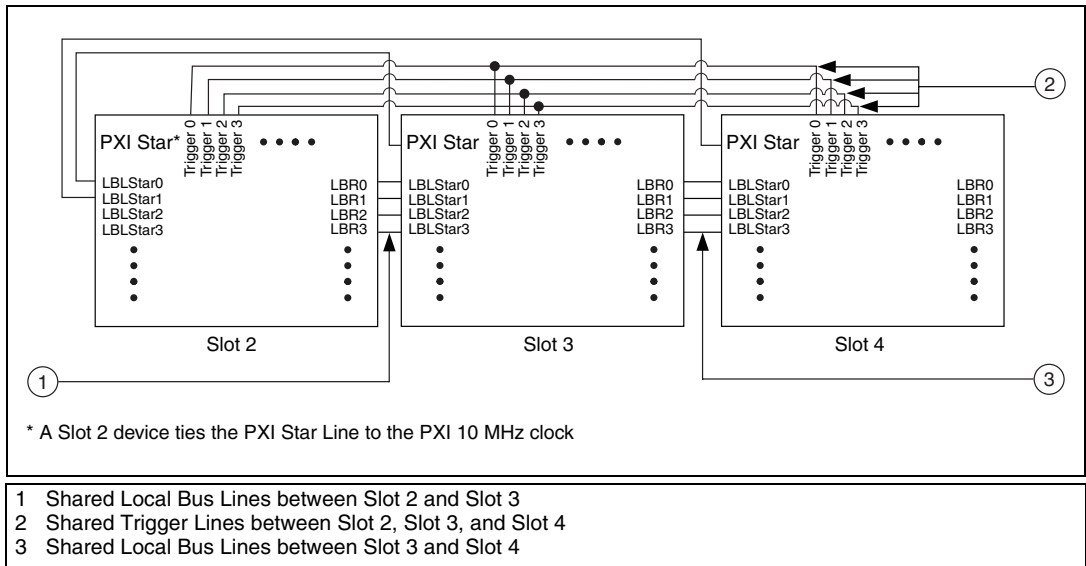 2
PXI Star*
Trigger 0
Trigger 1
Trigger 2
Trigger 3
PXI Star
Trigger 0
Trigger 1
Trigger 2
Trigger 3
PXI Star
Trigger 0
Trigger 1
Trigger 2
Trigger 3
LBLStar0
LBLStar1
LBLStar2
LBLStar3
LBR0
LBR1
LBR2
LBR3
LBLStar0
LBLStar1
LBLStar2
LBLStar3
LBR0
LBR1
LBR2
LBR3
LBLStar0
LBLStar1
LBLStar2
LBLStar3
LBR0
LBR1
LBR2
LBR3
Slot 2
Slot 3
Slot 4
1
3
* A Slot 2 device ties the PXI Star Line to the PXI 10 MHz clock
1 Shared Local Bus Lines between Slot 2 and Slot 3
2 Shared Trigger Lines between Slot 2, Slot 3, and Slot 4
3 Shared Local Bus Lines between Slot 3 and Slot 4